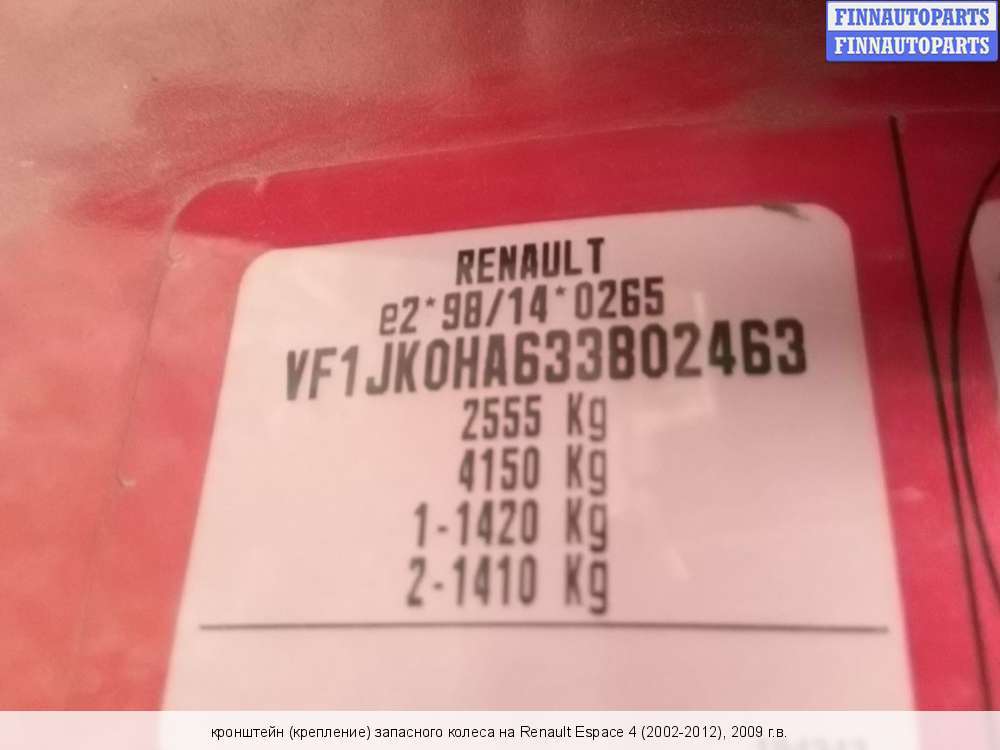 FINNAUTOPARTS
FINNAUTOPARTS
RENAULT
e2*98/14*0265
VF1JK0HA633802463
2555 Kg
4150 Kg
1-1420 Kg
2-1410 Kg
кронштейн (крепление) запасного колеса на Renault Espace 4 (2002-2012), 2009 г.в.